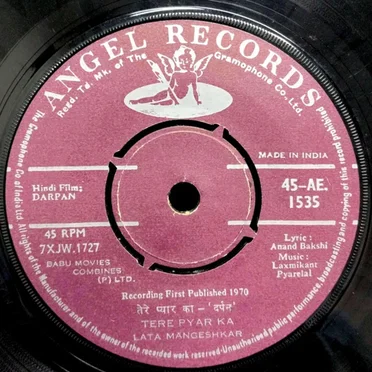 ANGEL RECORDS
Regd. Td. Mk. of The Gramophone Co. Ltd.
MADE IN INDIA
Hindi Film;
DARPAN
45-AE.
1535
45 RPM
7XJW.1727
BABU MOVIES
COMBINES
(P) LTD.
Lyric:
Anand Bakshi
Music:
Laxmikant
Pyarelal
Recording First Published 1970
तेरे प्यार का - 'दर्पन'
TERE PYAR KA
LATA MANGESHKAR
The Gramophone Co of India Ltd. All rights of the Manufacturer and of the owner of the recorded work reserved-Unauthorised public performance, broadcasting and copying of this record prohibited